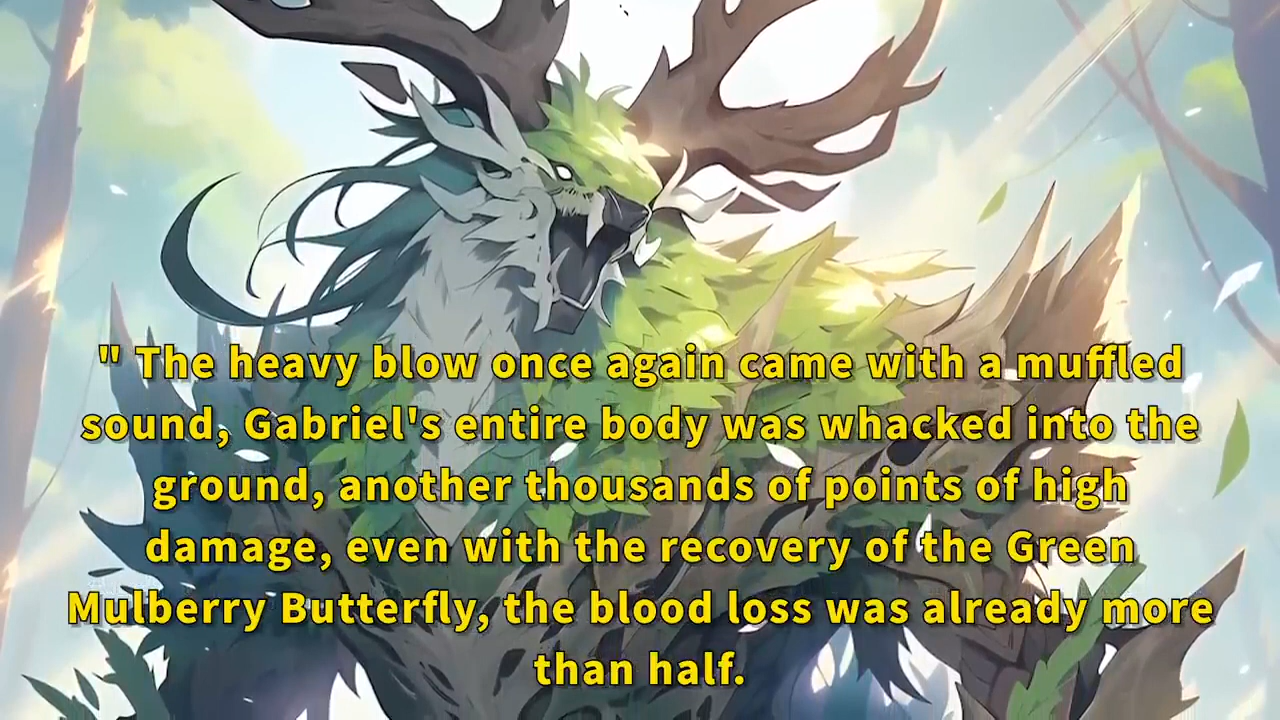 " The heavy blow once again came with a muffled
sound, Gabriel's entire body was whacked into the
ground, another thousands of points of high
damage, even with the recovery of the Green
Mulberry Butterfly, the blood loss was already more
than half.